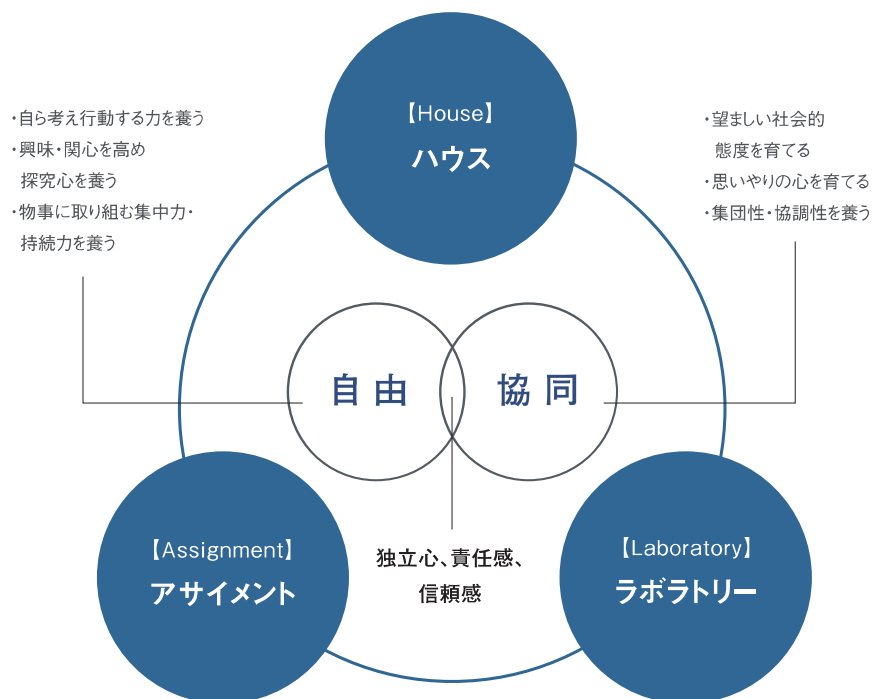 【House】
ハウス
・自ら考え行動する力を養う
・興味・関心を高め
探究心を養う
・物事に取り組む集中力・
持続力を養う
・望ましい社会的
態度を育てる
・思いやりの心を育てる
・集団性・協調性を養う
自由
協同
独立心、責任感、
信頼感
【Assignment】
アサイメント
【Laboratory】
ラボラトリー